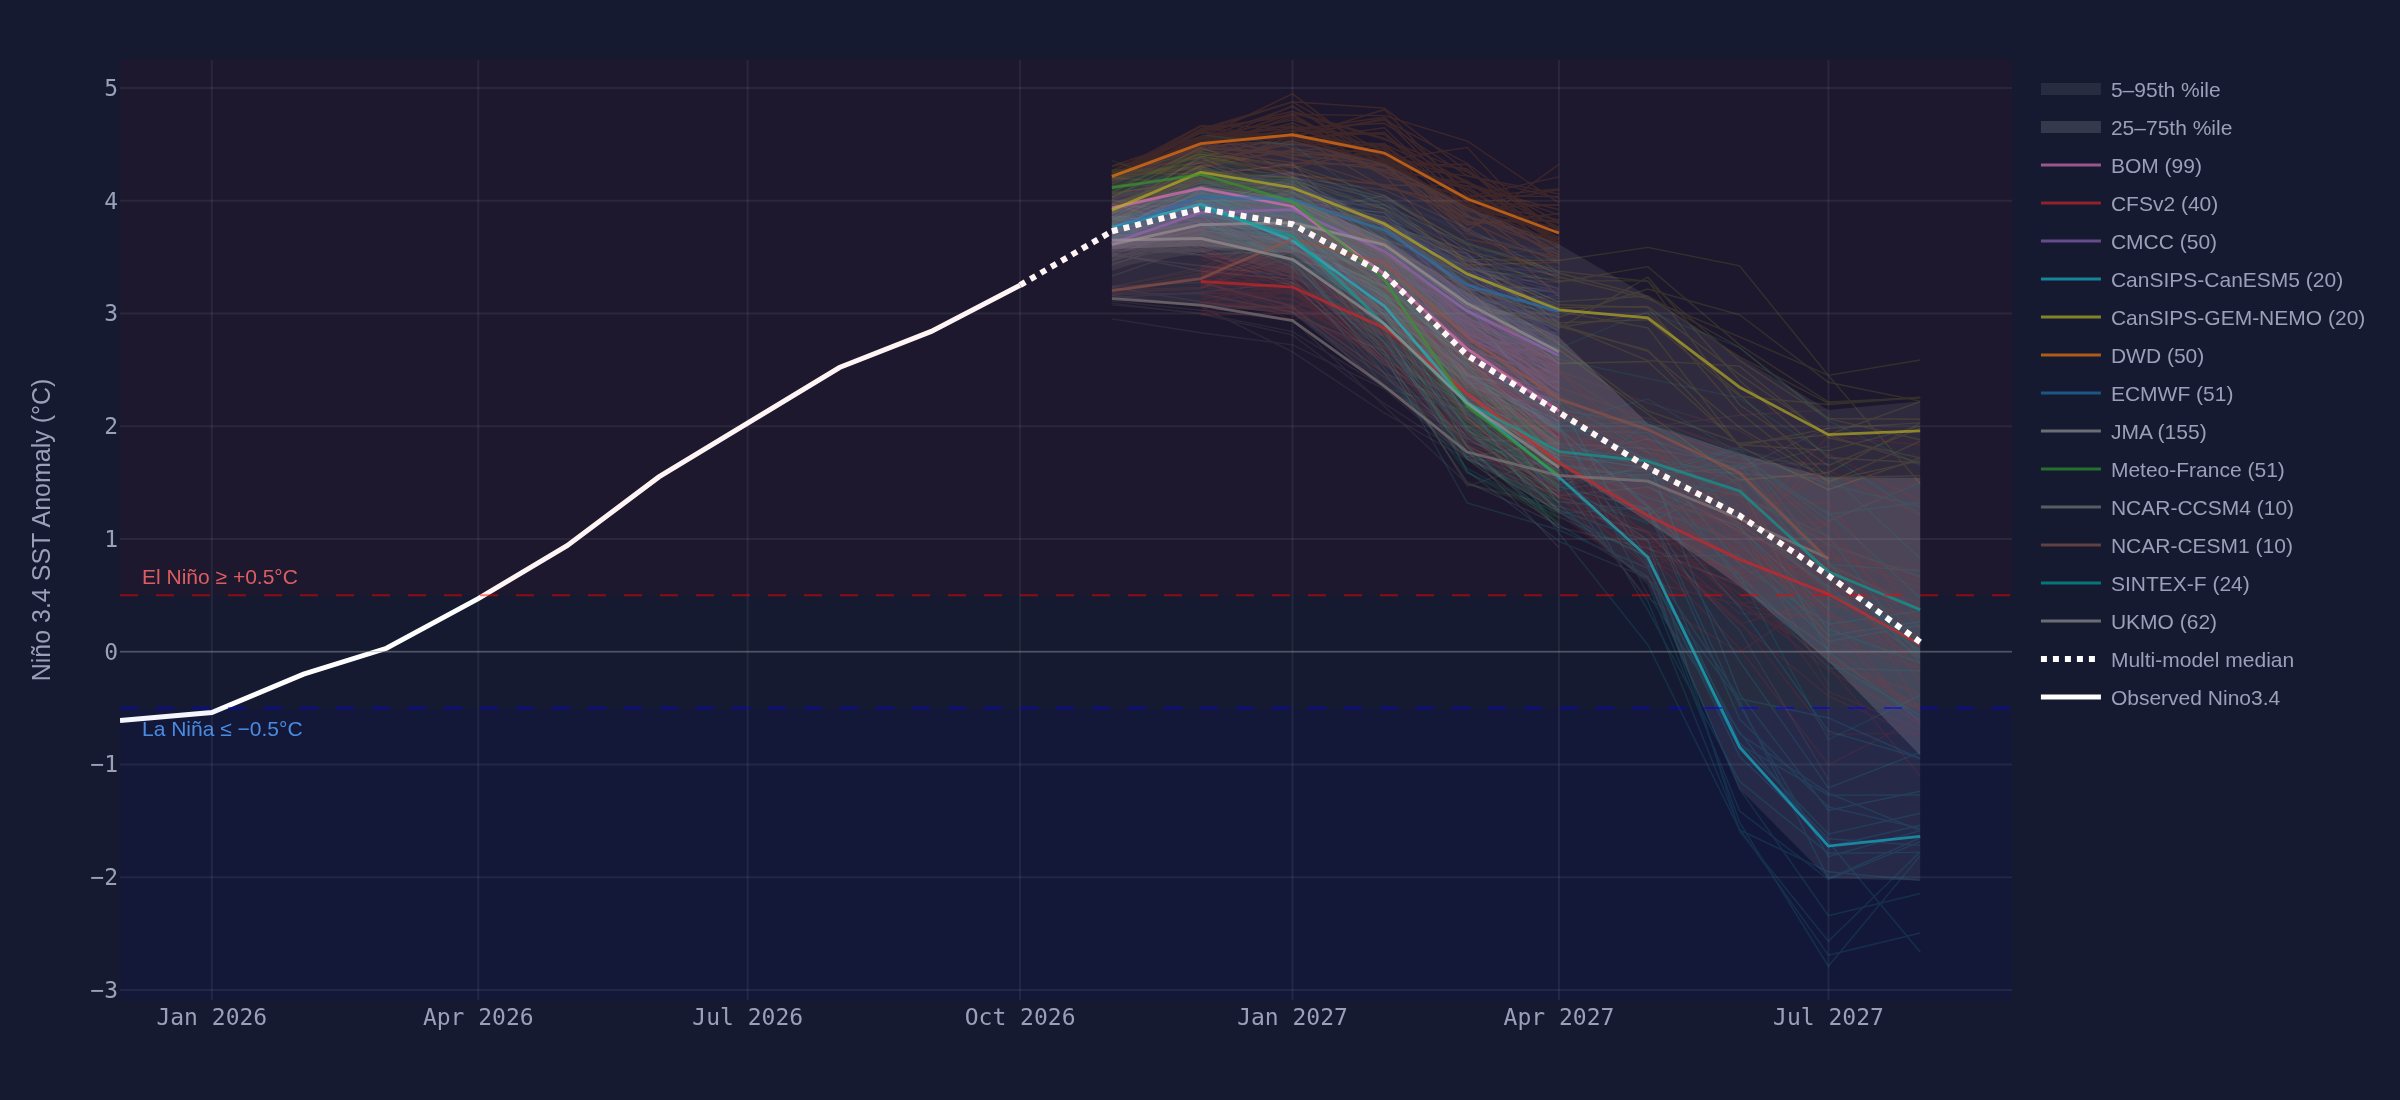 5–95th %ile
25–75th %ile
BOM (99)
CFSv2 (40)
CMCC (50)
CanSIPS-CanESM5 (20)
CanSIPS-GEM-NEMO (20)
DWD (50)
ECMWF (51)
JMA (155)
Meteo-France (51)
NCAR-CCSM4 (10)
NCAR-CESM1 (10)
SINTEX-F (24)
UKMO (62)
Multi-model median
Observed Nino3.4
Niño 3.4 SST Anomaly (°C)
5
4
3
2
1
0
−1
−2
−3
El Niño ≥ +0.5°C
La Niña ≤ −0.5°C
Jan 2026
Apr 2026
Jul 2026
Oct 2026
Jan 2027
Apr 2027
Jul 2027